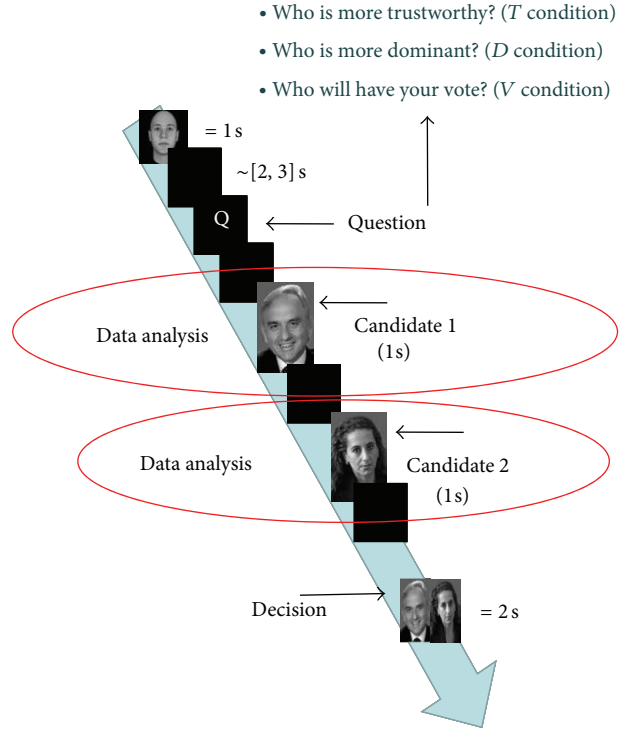 • Who is more trustworthy? (T condition)
• Who is more dominant? (D condition)
• Who will have your vote? (V condition)
= 1 s
~[2, 3] s
Q
Question
Data analysis
Candidate 1
(1s)
Data analysis
Candidate 2
(1s)
Decision
= 2 s